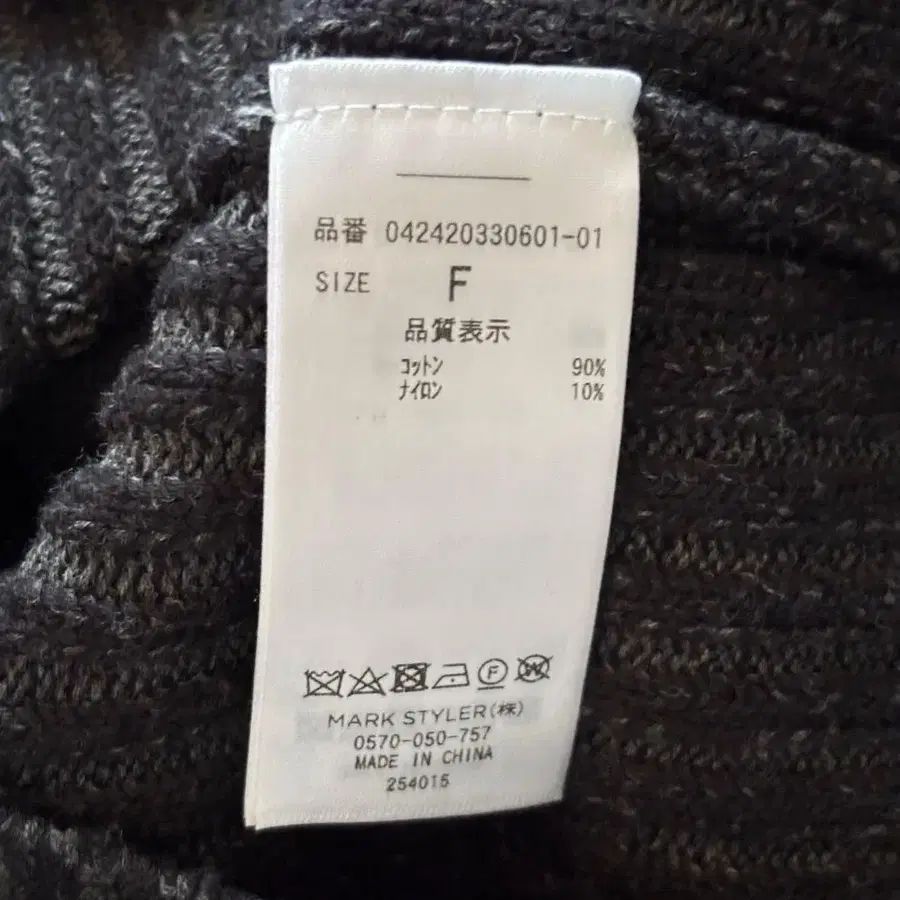 品番 042420330601-01
SIZE F
品質表示
コットン 90%
ナイロン 10%
F W
MARK STYLER(株)
0570-050-757
MADE IN CHINA
254015